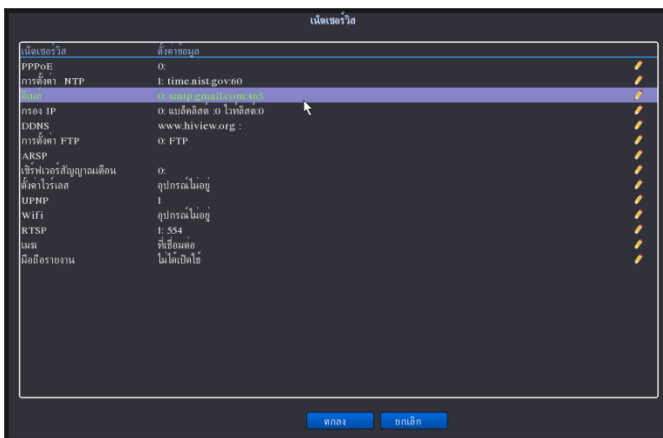 เน็ตเซอร์วิส
เน็ตเซอร์วิส ตั้งค่าข้อมูล
PPPoE 0:
การตั้งค่า NTP 1: time.nist.gov:60
อีเมล์ 0: smtp.gmail.com:465
กรอง IP 0: แบล็คลิสต์ :0 ไวท์ลิสต์:0
DDNS www.hiview.org :
การตั้งค่า FTP 0: FTP
ARSP
เซิร์ฟเวอร์สัญญาณเตือน 0:
ตั้งค่าไวร์เลส อุปกรณ์ไม่อยู่
UPNP 1
Wifi อุปกรณ์ไม่อยู่
RTSP 1: 554
เมฆ ที่เชื่อมต่อ
มือถือรายงาน ไม่ได้เปิดใช้
ตกลง ยกเลิก